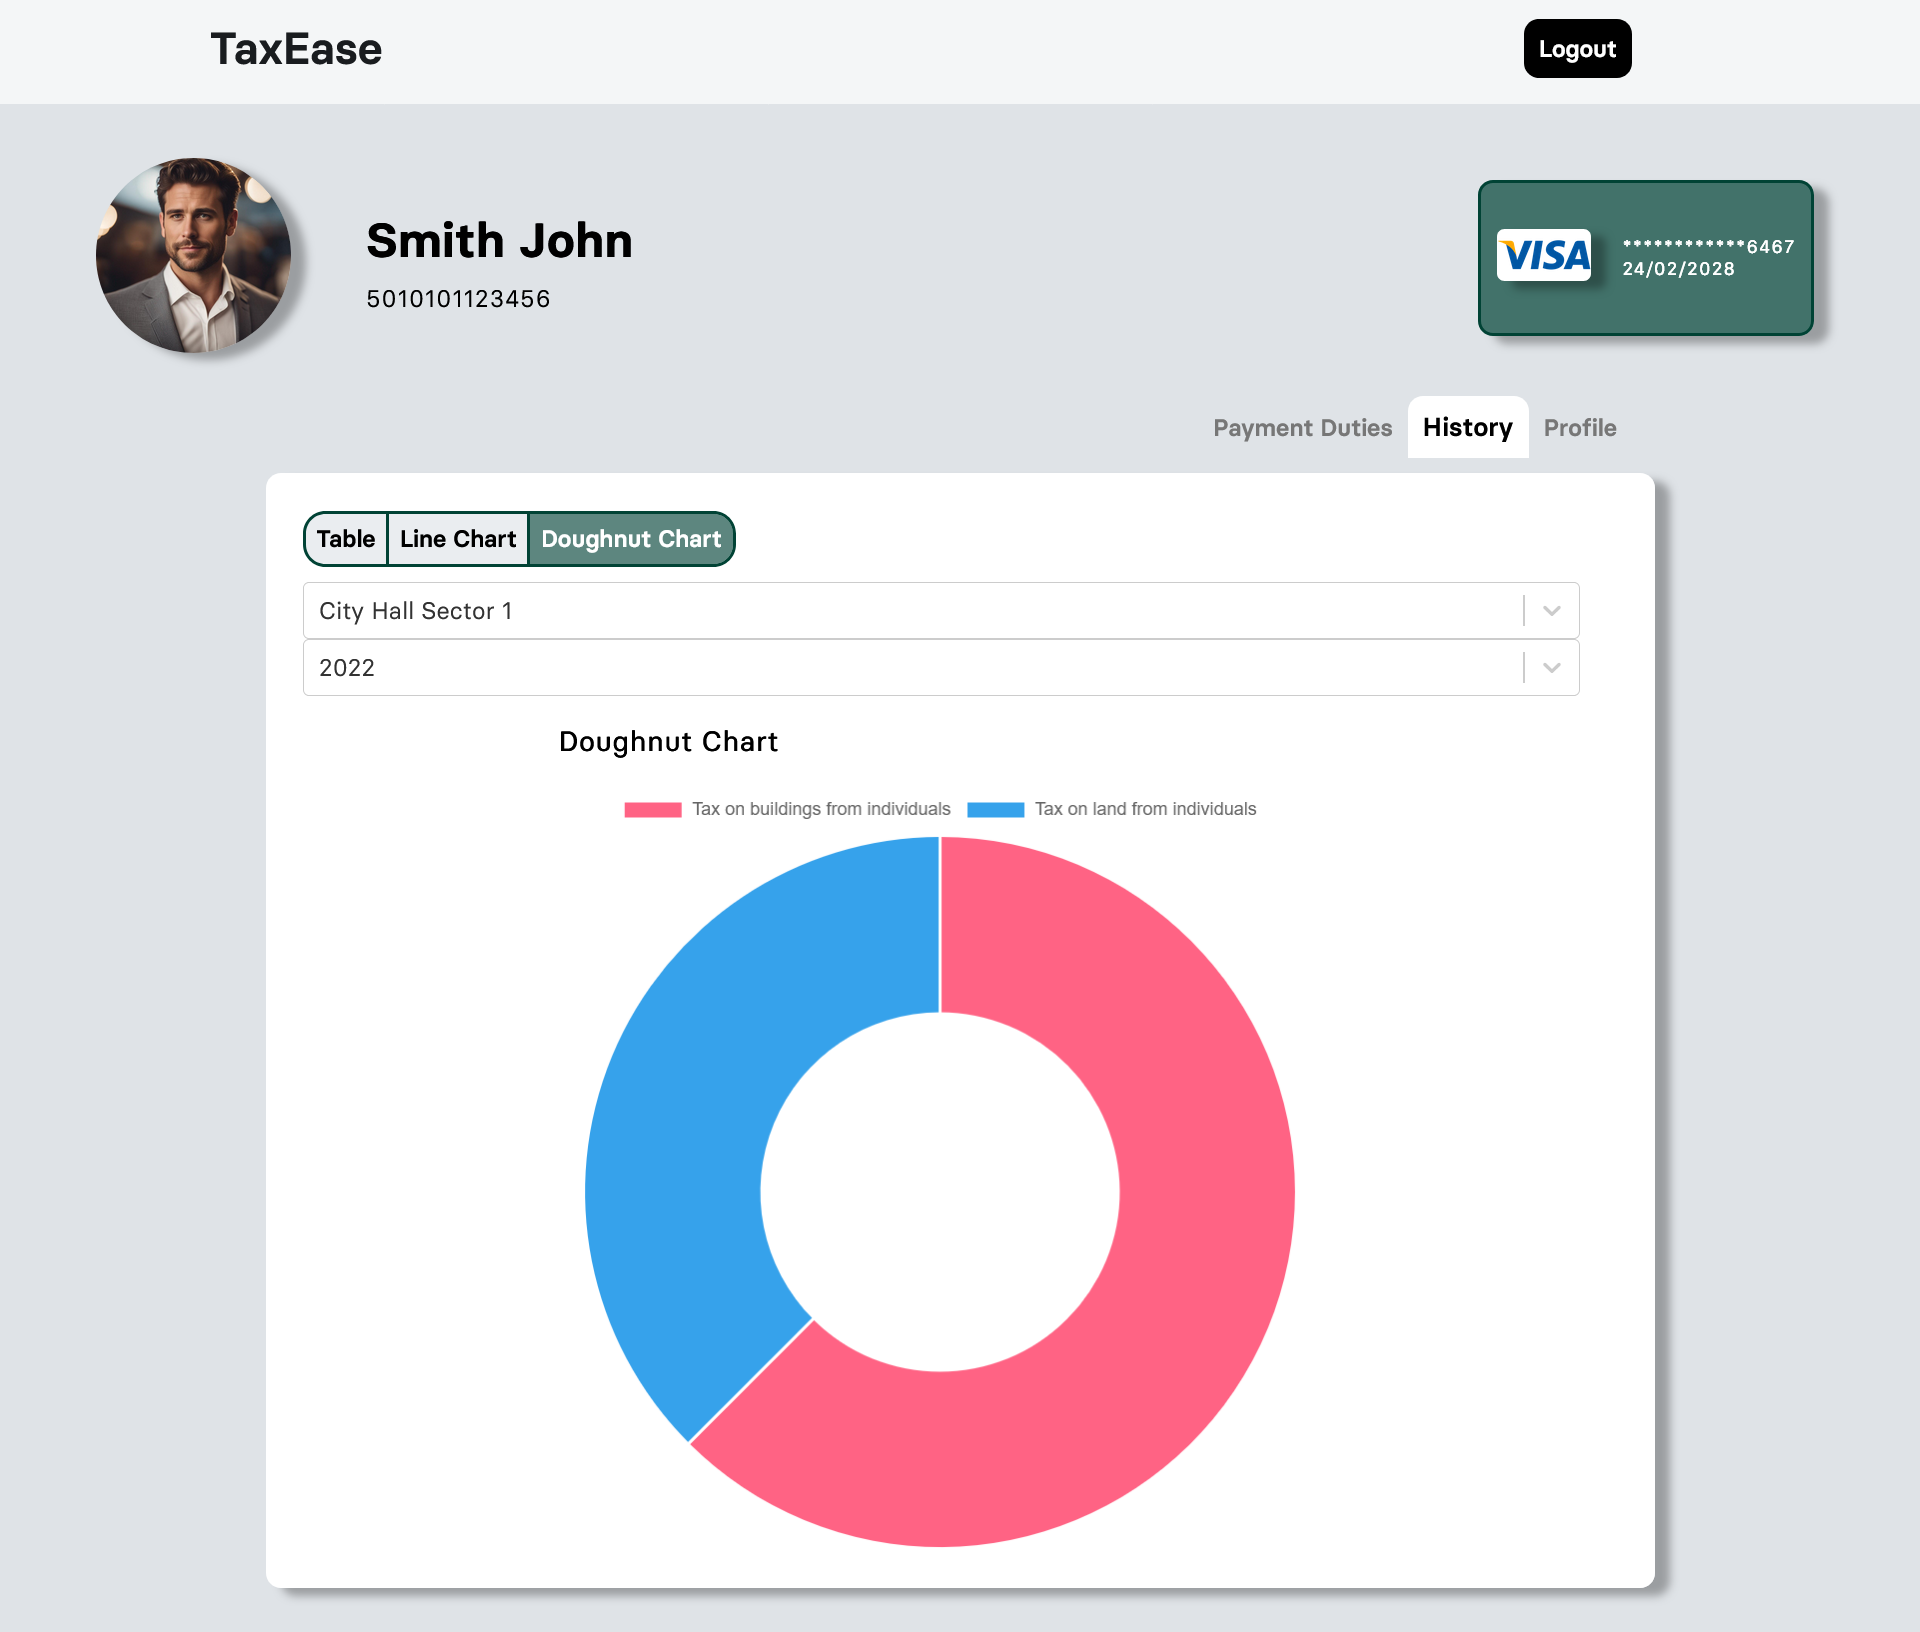 TaxEase
Logout
Smith John
5010101123456
VISA
************6467
24/02/2028
Payment Duties
History
Profile
Table
Line Chart
Doughnut Chart
City Hall Sector 1
2022
Doughnut Chart
Tax on buildings from individuals
Tax on land from individuals